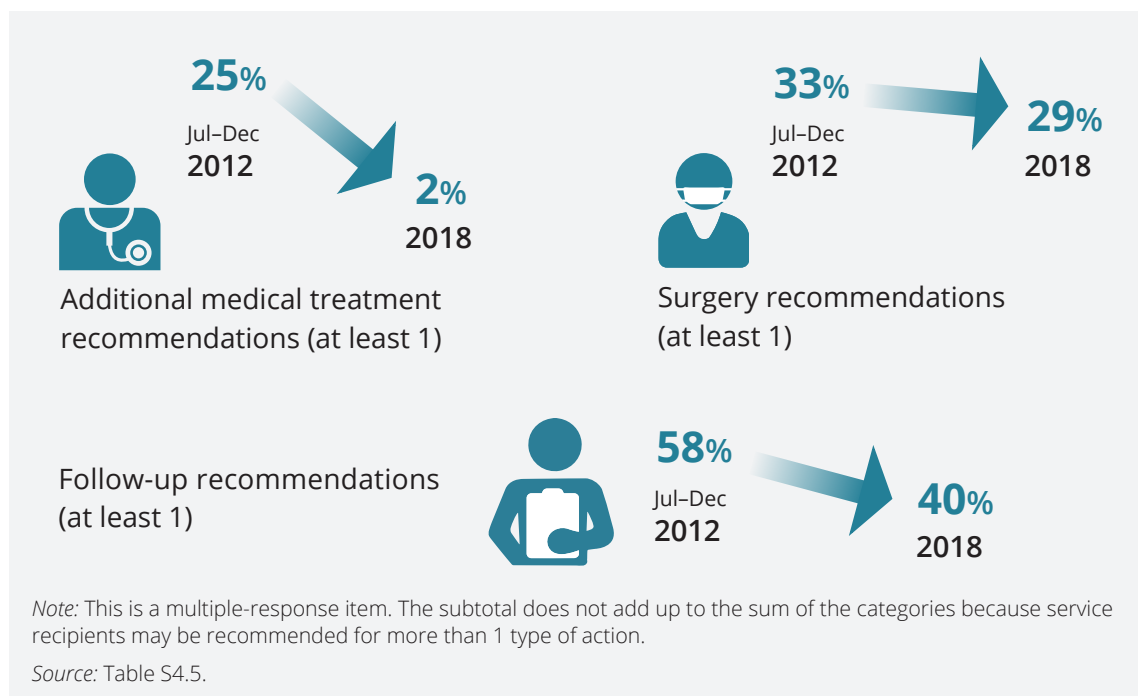 25%
Jul–Dec
2012
2%
2018
Additional medical treatment
recommendations (at least 1)
33%
Jul–Dec
2012
29%
2018
Surgery recommendations
(at least 1)
Follow-up recommendations
(at least 1)
58%
Jul–Dec
2012
40%
2018
Note: This is a multiple-response item. The subtotal does not add up to the sum of the categories because service
recipients may be recommended for more than 1 type of action.
Source: Table S4.5.